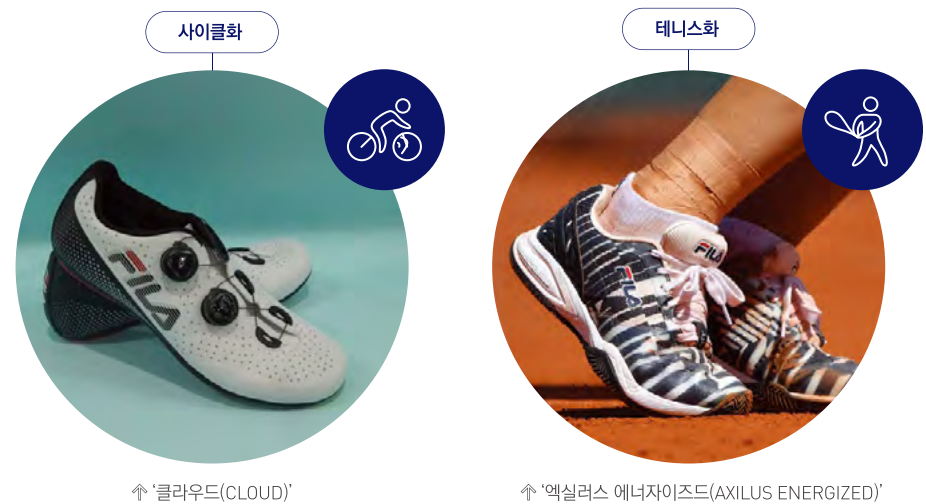 사이클화
테니스화
FILA
FILA
FILA
⇑ ‘클라우드(CLOUD)’
⇑ ‘엑실러스 에너자이즈드(AXILUS ENERGIZED)’